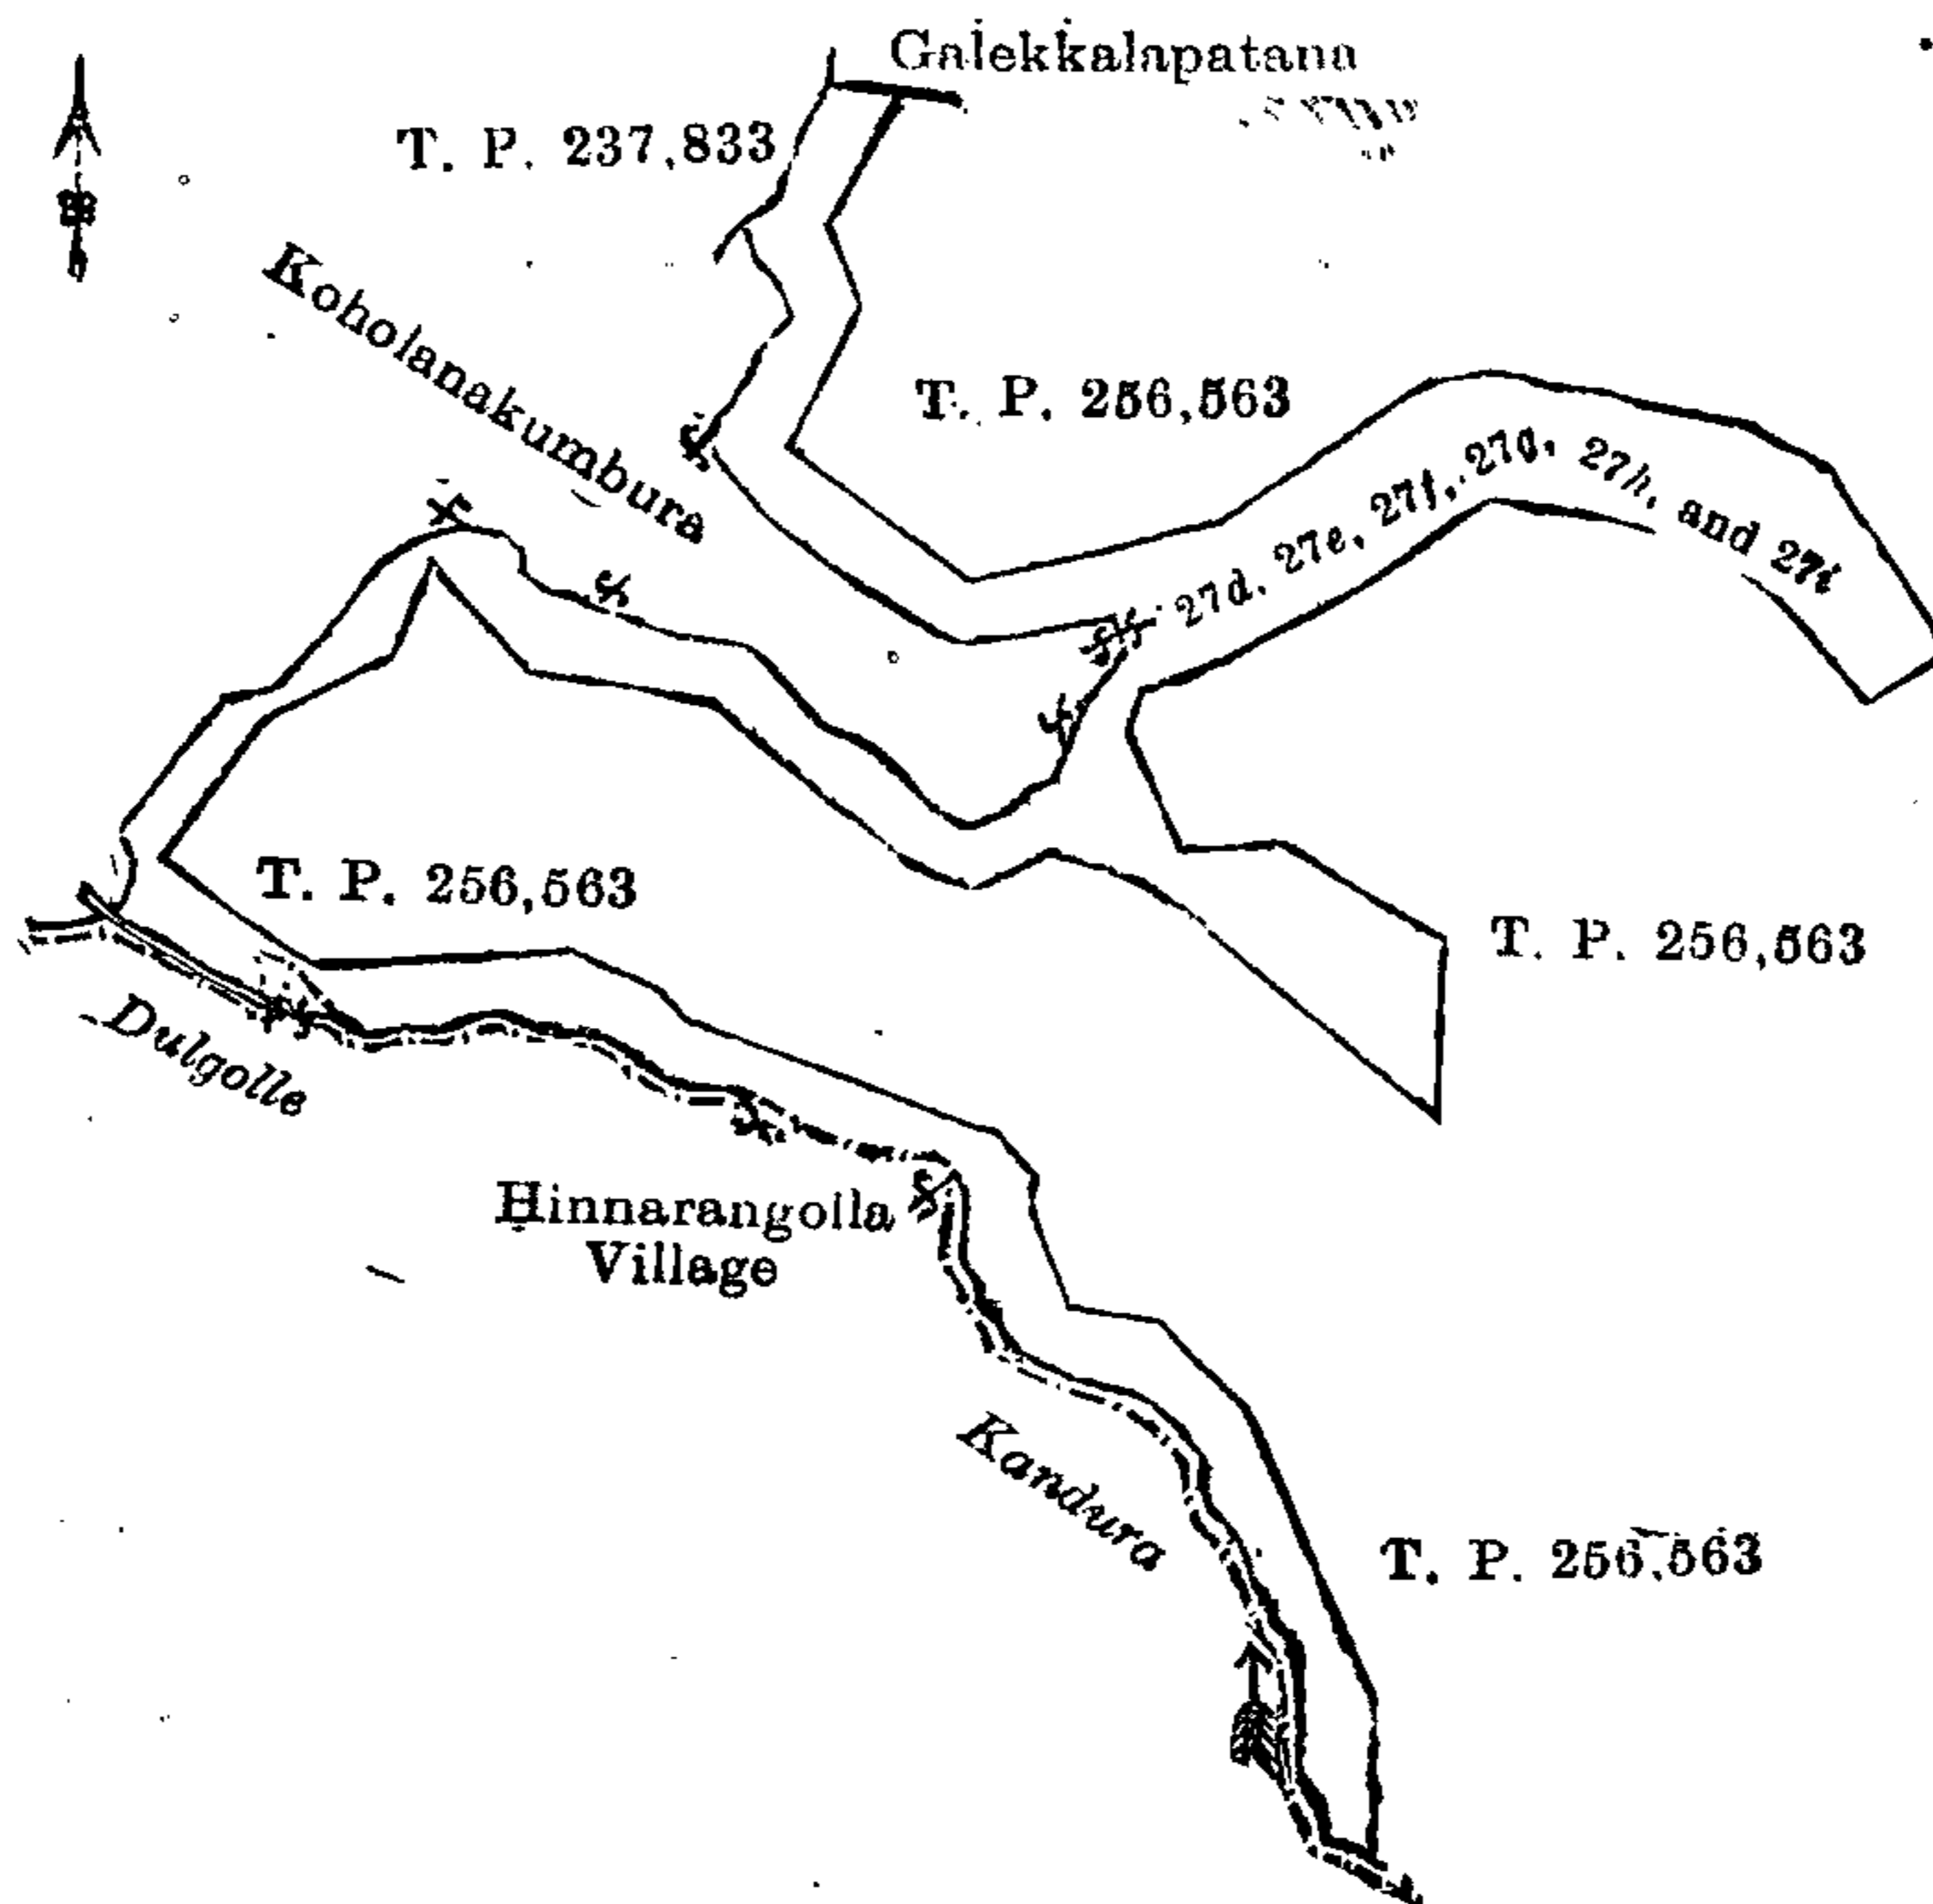 Galekkalapatana
T. P. 237,833
Koholanakumbura
T. P. 256,563
27d, 27e, 27f, 27g, 27h, and 27i
T. P. 256,563
T. P. 256,563
Dulgolle
Hinnarangolla
Village
Kandura
T. P. 256,563